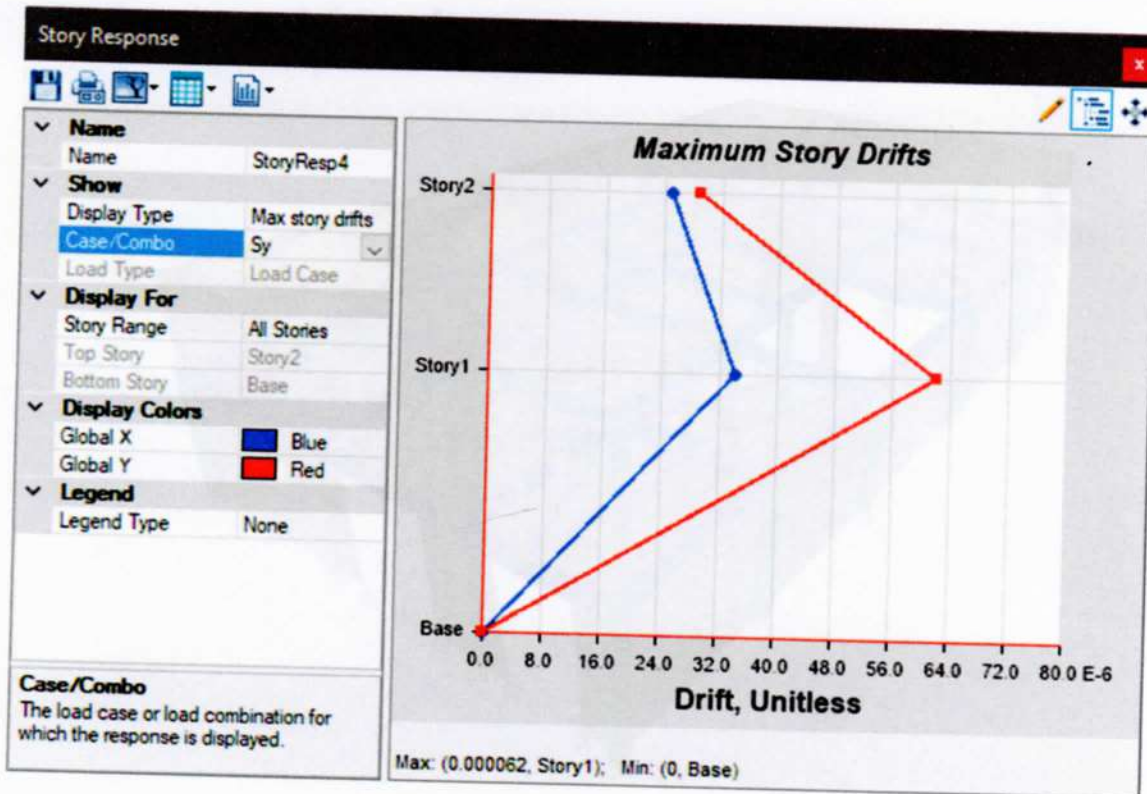 Story Response
x
Name
Name StoryResp4
Show
Display Type Max story drifts
Case/Combo Sy
Load Type Load Case
Display For
Story Range All Stories
Top Story Story2
Bottom Story Base
Display Colors
Global X Blue
Global Y Red
Legend
Legend Type None
Case/Combo
The load case or load combination for
which the response is displayed.
Maximum Story Drifts
Story2
Story1
Base
0.0 8.0 16.0 24.0 32.0 40.0 48.0 56.0 64.0 72.0 80.0 E-6
Drift, Unitless
Max: (0.000062, Story1); Min: (0, Base)